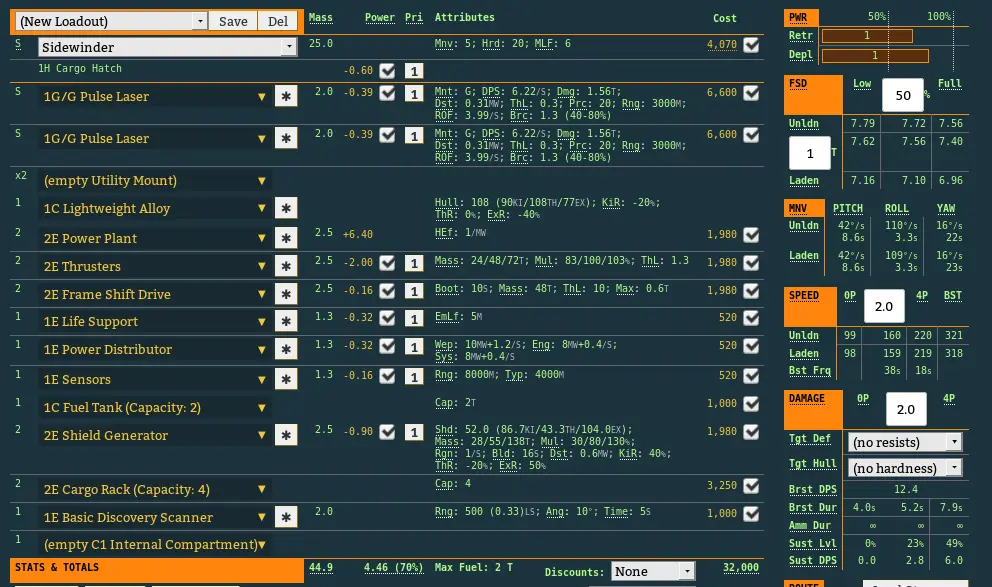 (New Loadout) Save Del Mass Power Pri Attributes Cost
S Sidewinder 25.0 Mnv: 5; Hrd: 20; MLF: 6 4,070
1H Cargo Hatch -0.60 1
S 1G/G Pulse Laser ✱ 2.0 -0.39 1 Mnt: G; DPS: 6.22/S; Dmg: 1.56T; 6,600
Dst: 0.31MW; ThL: 0.3; Prc: 20; Rng: 3000M;
ROF: 3.99/S; Brc: 1.3 (40-80%)
S 1G/G Pulse Laser ✱ 2.0 -0.39 1 Mnt: G; DPS: 6.22/S; Dmg: 1.56T; 6,600
Dst: 0.31MW; ThL: 0.3; Prc: 20; Rng: 3000M;
ROF: 3.99/S; Brc: 1.3 (40-80%)
x2 (empty Utility Mount)
1 1C Lightweight Alloy ✱ Hull: 108 (90KI/108TH/77EX); KiR: -20%;
ThR: 0%; ExR: -40%
2 2E Power Plant ✱ 2.5 +6.40 HEf: 1/MW 1,980
2 2E Thrusters ✱ 2.5 -2.00 1 Mass: 24/48/72T; Mul: 83/100/103%; ThL: 1.3 1,980
2 2E Frame Shift Drive ✱ 2.5 -0.16 1 Boot: 10S; Mass: 48T; ThL: 10; Max: 0.6T 1,980
1 1E Life Support ✱ 1.3 -0.32 1 EmLf: 5M 520
1 1E Power Distributor ✱ 1.3 -0.32 1 Wep: 10MW+1.2/S; Eng: 8MW+0.4/S; 520
Sys: 8MW+0.4/S
1 1E Sensors ✱ 1.3 -0.16 1 Rng: 8000M; Typ: 4000M 520
1 1C Fuel Tank (Capacity: 2) Cap: 2T 1,000
2 2E Shield Generator ✱ 2.5 -0.90 1 Shd: 52.0 (86.7KI/43.3TH/104.0EX); 1,980
Mass: 28/55/138T; Mul: 30/80/130%;
Rgn: 1/S; Bld: 16S; Dst: 0.6MW; KiR: 40%;
ThR: -20%; ExR: 50%
2 2E Cargo Rack (Capacity: 4) Cap: 4 3,250
1 1E Basic Discovery Scanner ✱ 2.0 Rng: 500 (0.33)LS; Ang: 10°; Time: 5S 1,000
1 (empty C1 Internal Compartment)
STATS & TOTALS 44.9 4.46 (70%) Max Fuel: 2 T Discounts: None 32,000
PWR 50% 100%
Retr 1
Depl 1
FSD Low 50 % Full
Unldn 7.79 7.72 7.56
1 T 7.62 7.56 7.40
Laden 7.16 7.10 6.96
MNV PITCH ROLL YAW
Unldn 42°/s 110°/s 16°/s
8.6s 3.3s 22s
Laden 42°/s 109°/s 16°/s
8.6s 3.3s 23s
SPEED 0P 2.0 4P BST
Unldn 99 160 220 321
Laden 98 159 219 318
Bst Frq 38s 18s
DAMAGE 0P 2.0 4P
Tgt Def (no resists)
Tgt Hull (no hardness)
Brst DPS 12.4
Brst Dur 4.0s 5.2s 7.9s
Amm Dur ∞ ∞ ∞
Sust Lvl 0% 23% 49%
Sust DPS 0.0 2.8 6.0